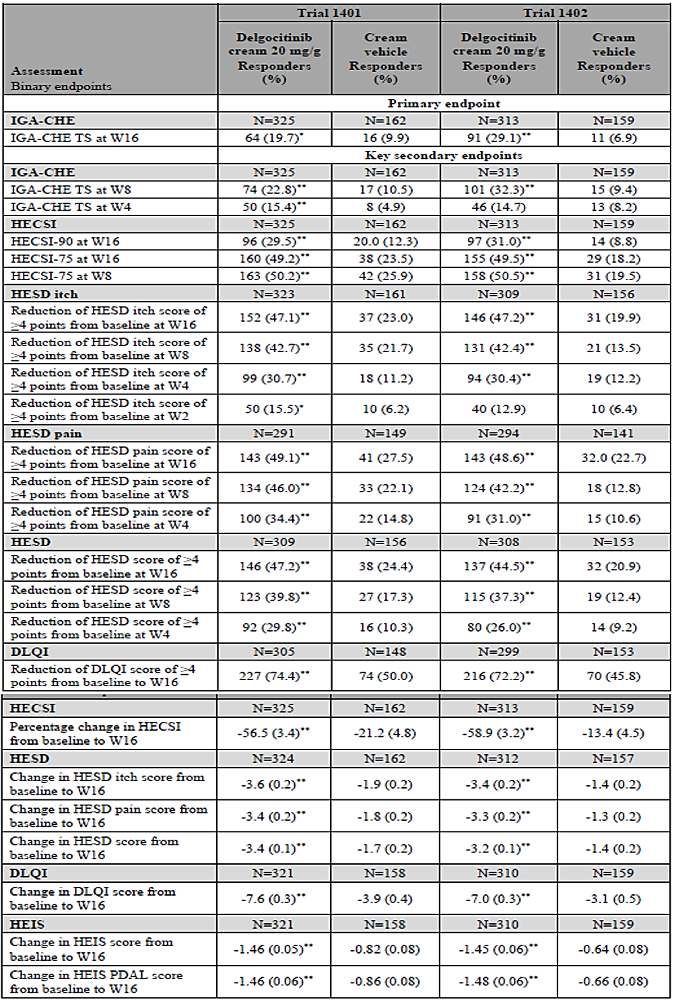 Trial 1401 Trial 1402
Assessment
Binary endpoints
Delgocitinib
cream 20 mg/g
Responders
(%)
Cream
vehicle
Responders
(%)
Delgocitinib
cream 20 mg/g
Responders
(%)
Cream
vehicle
Responders
(%)
Primary endpoint
IGA-CHE N=325 N=162 N=313 N=159
IGA-CHE TS at W16 64 (19.7)* 16 (9.9) 91 (29.1)** 11 (6.9)
Key secondary endpoints
IGA-CHE N=325 N=162 N=313 N=159
IGA-CHE TS at W8 74 (22.8)** 17 (10.5) 101 (32.3)** 15 (9.4)
IGA-CHE TS at W4 50 (15.4)** 8 (4.9) 46 (14.7) 13 (8.2)
HECSI N=325 N=162 N=313 N=159
HECSI-90 at W16 96 (29.5)** 20.0 (12.3) 97 (31.0)** 14 (8.8)
HECSI-75 at W16 160 (49.2)** 38 (23.5) 155 (49.5)** 29 (18.2)
HECSI-75 at W8 163 (50.2)** 42 (25.9) 158 (50.5)** 31 (19.5)
HESD itch N=323 N=161 N=309 N=156
Reduction of HESD itch score of
≥4 points from baseline at W16 152 (47.1)** 37 (23.0) 146 (47.2)** 31 (19.9)
Reduction of HESD itch score of
≥4 points from baseline at W8 138 (42.7)** 35 (21.7) 131 (42.4)** 21 (13.5)
Reduction of HESD itch score of
≥4 points from baseline at W4 99 (30.7)** 18 (11.2) 94 (30.4)** 19 (12.2)
Reduction of HESD itch score of
≥4 points from baseline at W2 50 (15.5)* 10 (6.2) 40 (12.9) 10 (6.4)
HESD pain N=291 N=149 N=294 N=141
Reduction of HESD pain score of
≥4 points from baseline at W16 143 (49.1)** 41 (27.5) 143 (48.6)** 32.0 (22.7)
Reduction of HESD pain score of
≥4 points from baseline at W8 134 (46.0)** 33 (22.1) 124 (42.2)** 18 (12.8)
Reduction of HESD pain score of
≥4 points from baseline at W4 100 (34.4)** 22 (14.8) 91 (31.0)** 15 (10.6)
HESD N=309 N=156 N=308 N=153
Reduction of HESD score of ≥4
points from baseline at W16 146 (47.2)** 38 (24.4) 137 (44.5)** 32 (20.9)
Reduction of HESD score of ≥4
points from baseline at W8 123 (39.8)** 27 (17.3) 115 (37.3)** 19 (12.4)
Reduction of HESD score of ≥4
points from baseline at W4 92 (29.8)** 16 (10.3) 80 (26.0)** 14 (9.2)
DLQI N=305 N=148 N=299 N=153
Reduction of DLQI score of ≥4
points from baseline to W16 227 (74.4)** 74 (50.0) 216 (72.2)** 70 (45.8)
HECSI N=325 N=162 N=313 N=159
Percentage change in HECSI
from baseline to W16 -56.5 (3.4)** -21.2 (4.8) -58.9 (3.2)** -13.4 (4.5)
HESD N=324 N=162 N=312 N=157
Change in HESD itch score from
baseline to W16 -3.6 (0.2)** -1.9 (0.2) -3.4 (0.2)** -1.4 (0.2)
Change in HESD pain score from
baseline to W16 -3.4 (0.2)** -1.8 (0.2) -3.3 (0.2)** -1.3 (0.2)
Change in HESD score from
baseline to W16 -3.4 (0.1)** -1.7 (0.2) -3.2 (0.1)** -1.4 (0.2)
DLQI N=321 N=158 N=310 N=159
Change in DLQI score from
baseline to W16 -7.6 (0.3)** -3.9 (0.4) -7.0 (0.3)** -3.1 (0.5)
HEIS N=321 N=158 N=310 N=159
Change in HEIS score from
baseline to W16 -1.46 (0.05)** -0.82 (0.08) -1.45 (0.06)** -0.64 (0.08)
Change in HEIS PDAL score
from baseline to W16 -1.46 (0.06)** -0.86 (0.08) -1.48 (0.06)** -0.66 (0.08)